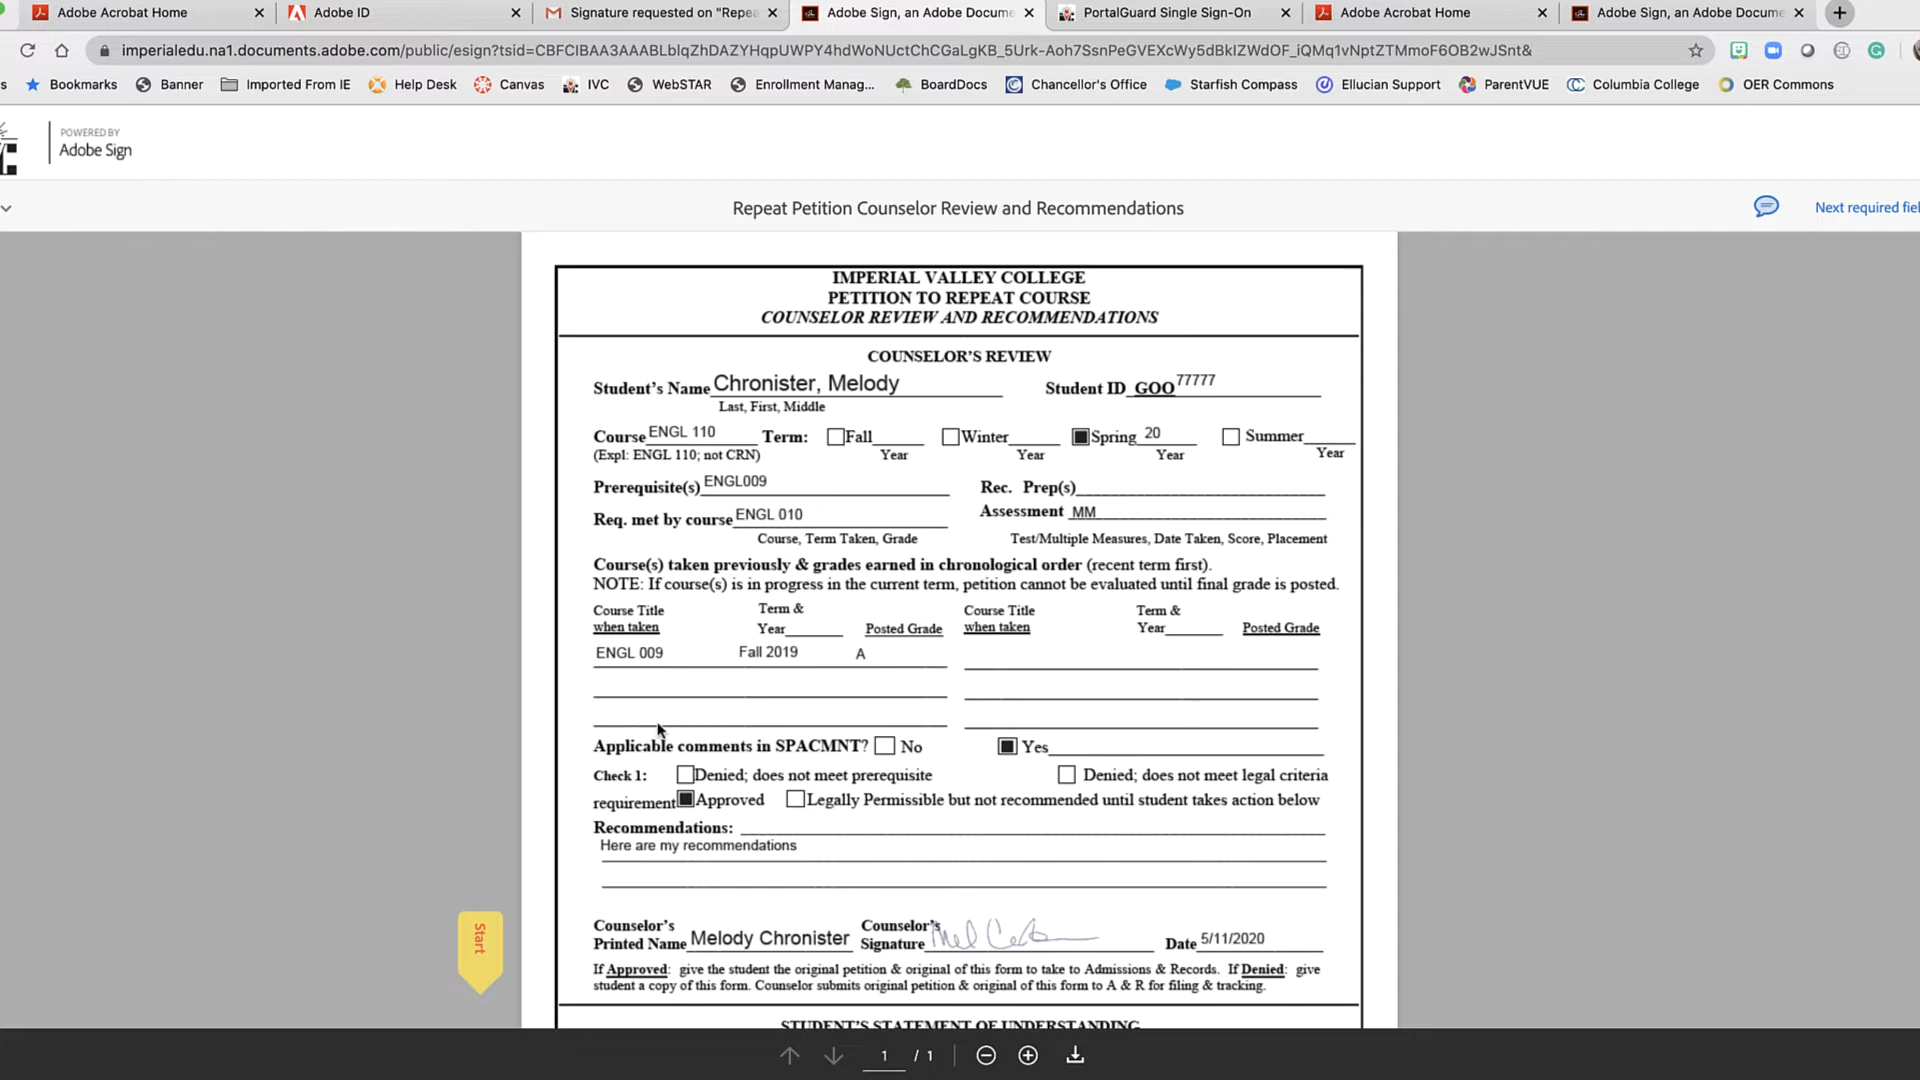 Adobe Acrobat Home × Adobe ID × Signature requested on "Repea × Adobe Sign, an Adobe Docume × PortalGuard Single Sign-On × Adobe Acrobat Home × Adobe Sign, an Adobe Docume × +
imperialedu.na1.documents.adobe.com/public/esign?tsid=CBFCIBAA3AAABLblqZhDAZYHqpUWPY4hdWoNUctChCGaLgKB_5Urk-Aoh7SsnPeGVEXcWy5dBkIZWdOF_iQMq1vNptZTMmoF6OB2wJSnt&
s Bookmarks Banner Imported From IE Help Desk Canvas IVC WebSTAR Enrollment Manag... BoardDocs Chancellor's Office Starfish Compass Ellucian Support ParentVUE Columbia College OER Commons
POWERED BY
Adobe Sign
Repeat Petition Counselor Review and Recommendations
Next required fiel
IMPERIAL VALLEY COLLEGE
PETITION TO REPEAT COURSE
COUNSELOR REVIEW AND RECOMMENDATIONS
COUNSELOR'S REVIEW
Student's Name Chronister, Melody Student ID GOO 77777
Last, First, Middle
Course ENGL 110 Term: Fall Winter Spring 20 Summer
(Expl: ENGL 110; not CRN) Year Year Year Year
Prerequisite(s) ENGL009 Rec. Prep(s)
Req. met by course ENGL 010 Assessment MM
Course, Term Taken, Grade Test/Multiple Measures, Date Taken, Score, Placement
Course(s) taken previously & grades earned in chronological order (recent term first).
NOTE: If course(s) is in progress in the current term, petition cannot be evaluated until final grade is posted.
Course Title Term & Course Title Term &
when taken Year Posted Grade when taken Year Posted Grade
ENGL 009 Fall 2019 A
Applicable comments in SPACMNT? No Yes
Check 1: Denied; does not meet prerequisite Denied; does not meet legal criteria
requirement Approved Legally Permissible but not recommended until student takes action below
Recommendations:
Here are my recommendations
Start
Counselor's Counselor's
Printed Name Melody Chronister Signature Date 5/11/2020
If Approved: give the student the original petition & original of this form to take to Admissions & Records. If Denied: give
student a copy of this form. Counselor submits original petition & original of this form to A & R for filing & tracking.
STUDENT'S STATEMENT OF UNDERSTANDING
1 / 1